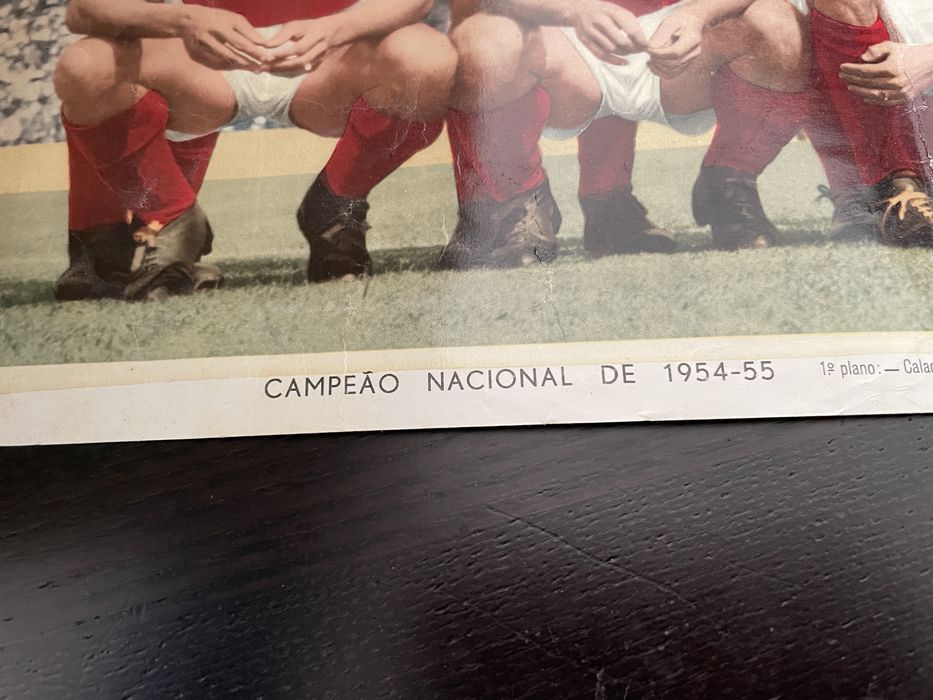 CAMPEÃO NACIONAL DE 1954-55 1º plano:—